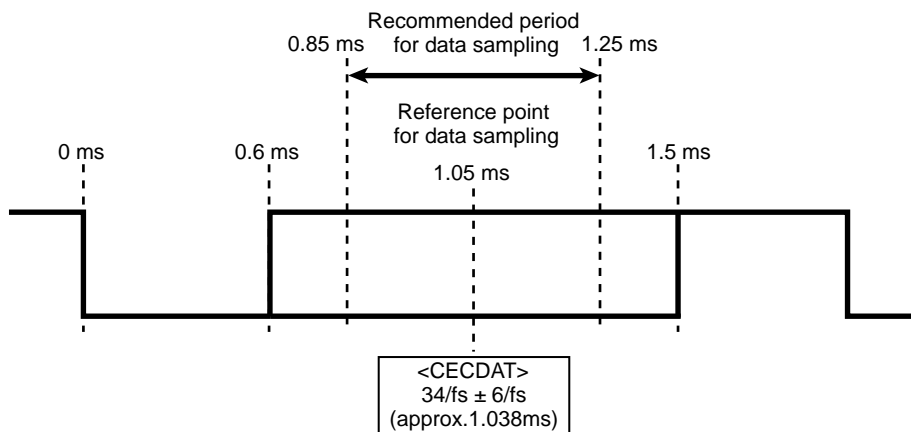 Recommended period
for data sampling
0.85 ms
1.25 ms
Reference point
for data sampling
0 ms
0.6 ms
1.05 ms
1.5 ms
<CECDAT>
34/fs ± 6/fs
(approx.1.038ms)